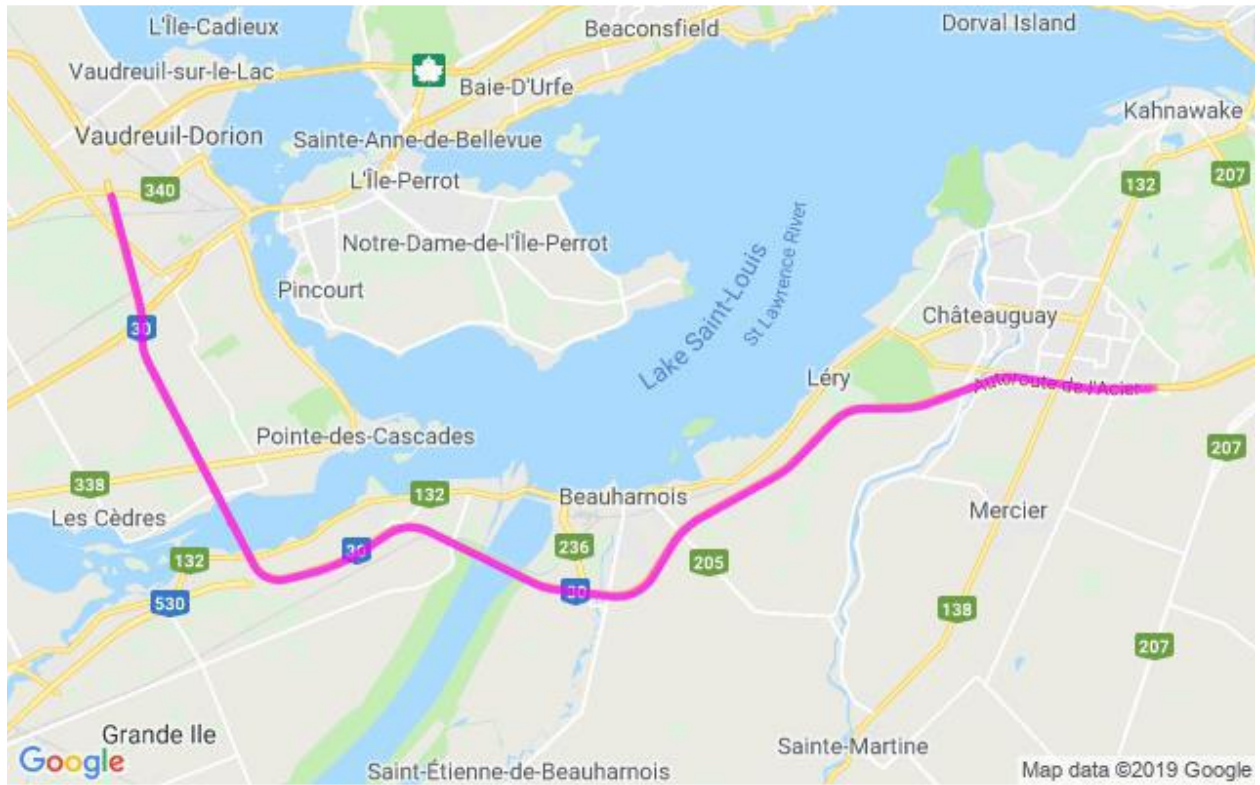 L'Île-Cadieux
Beaconsfield
Dorval Island
Vaudreuil-sur-le-Lac
Baie-D'Urfe
Kahnawake
Vaudreuil-Dorion
Sainte-Anne-de-Bellevue
340
L'Île-Perrot
132
207
Notre-Dame-de-l'Île-Perrot
Lake Saint-Louis
St Lawrence River
Pincourt
30
Châteauguay
Léry
Autoroute de l'Acier
Pointe-des-Cascades
207
338
132
Beauharnois
Les Cèdres
Mercier
132
30
236
205
530
30
138
207
Grande Ile
Sainte-Martine
Google
Saint-Étienne-de-Beauharnois
Map data ©2019 Google